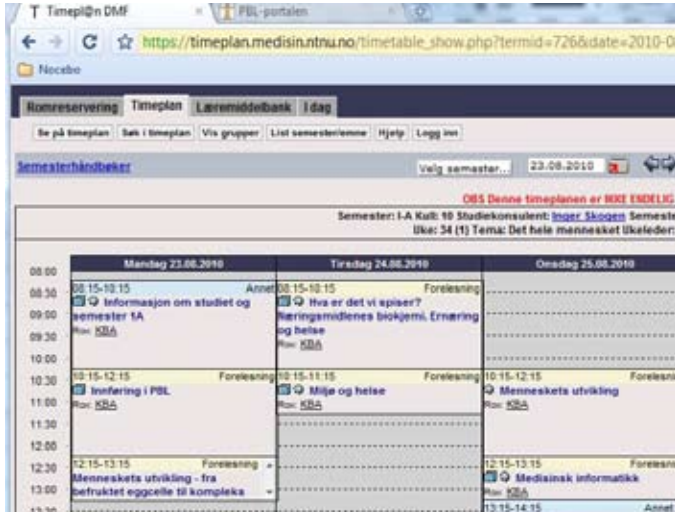 Timepl@n DMF
PBL-portalen
https://timeplan.medisin.ntnu.no/timetable_show.php?termid=726&date=2010-0
Nocebo
Romreservering Timeplan Læremiddelbank I dag
Se på timeplan Søk i timeplan Vis grupper List semester/emne Hjelp Logg inn
Semesterhåndbøker Velg semester... 23.08.2010
OBS Denne timeplanen er IKKE ENDELIG
Semester: I-A Kull: 10 Studiekonsulent: Inger Skogen Semeste
Uke: 34 (1) Tema: Det hele mennesket Ukeleder:
Mandag 23.08.2010 Tirsdag 24.08.2010 Onsdag 25.08.2010
08:00
08:30
09:00
09:30
10:00
10:30
11:00
11:30
12:00
12:30
13:00
13:30
08:15-10:15 Annet
Informasjon om studiet og
semester 1A
Rom: KBA
10:15-12:15 Forelesning
Innføring i PBL
Rom: KBA
12:15-13:15 Forelesning
Menneskets utvikling - fra
befruktet eggcelle til kompleks
08:15-10:15 Forelesning
Hva er det vi spiser?
Næringsmidlenes biokjemi. Ernæring
og helse
Rom: KBA
10:15-11:15 Forelesning
Miljø og helse
Rom: KBA
10:15-12:15 Forelesni
Menneskets utvikling
Rom: KBA
12:15-13:15 Forelesni
Medisinsk informatikk
Rom: KBA
13:15-14:15 Annet